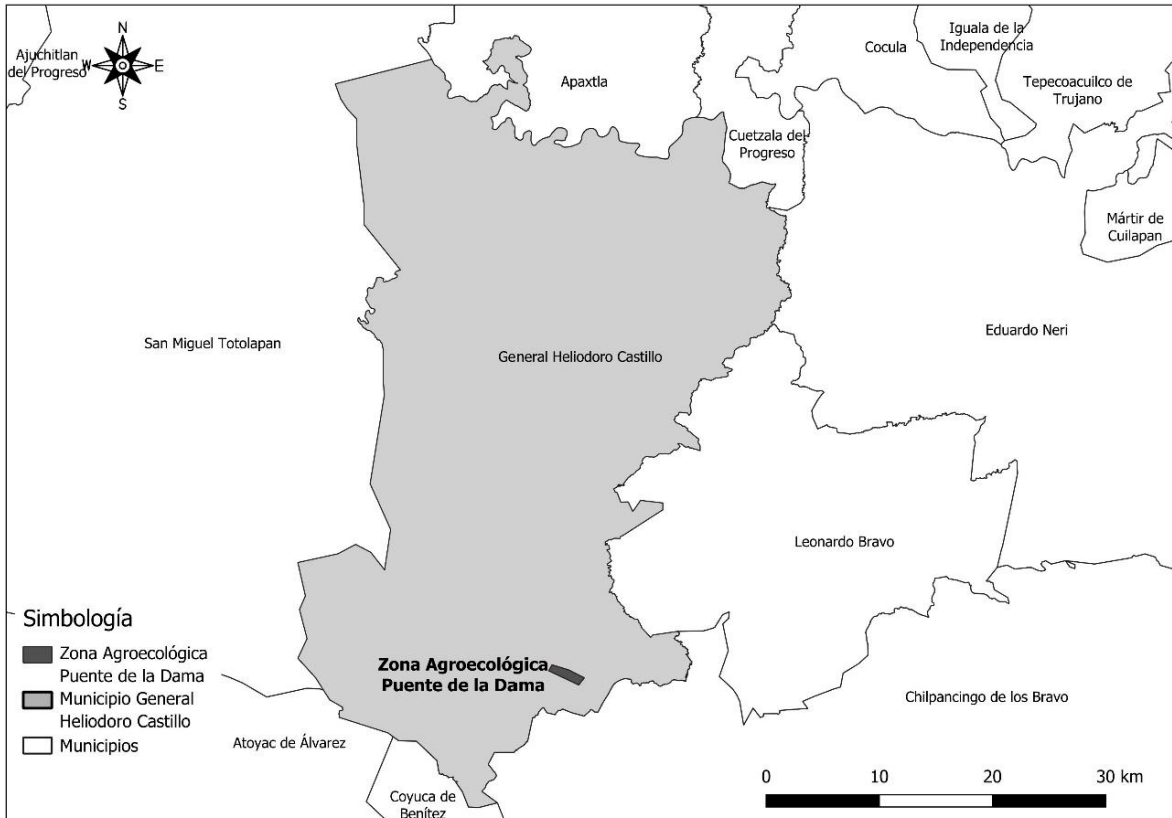 Ajuchitlan
del Progreso
N
W
E
S
Apaxtla
Cocula
Iguala de la
Independencia
Tepecoacuilco de
Trujano
Cuetzala del
Progreso
Mártir de
Cuilapan
San Miguel Totolapan
General Heliodoro Castillo
Eduardo Neri
Leonardo Bravo
Zona Agroecológica
Puente de la Dama
Chilpancingo de los Bravo
Atoyac de Álvarez
Coyuca de
Benítez
Simbología
Zona Agroecológica
Puente de la Dama
Municipio General
Heliodoro Castillo
Municipios
0 10 20 30 km